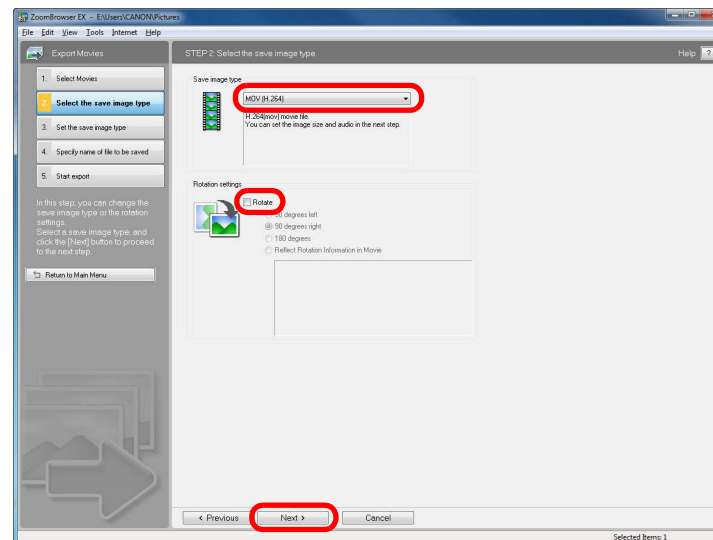 ZoomBrowser EX - E:\Users\CANON\Pictures
File Edit View Tools Internet Help
Export Movies
STEP 2: Select the save image type.
Help ?
1. Select Movies
2. Select the save image type
3. Set the save image type
4. Specify name of file to be saved
5. Start export
In this step, you can change the
save image type or the rotation
settings.
Select a save image type, and
click the [Next] button to proceed
to the next step.
Return to Main Menu
Save image type
MOV (H.264)
H.264(mov) movie file.
You can set the image size and audio in the next step.
Rotation settings
Rotate
90 degrees left
90 degrees right
180 degrees
Reflect Rotation Information in Movie
< Previous
Next >
Cancel
Selected Items: 1